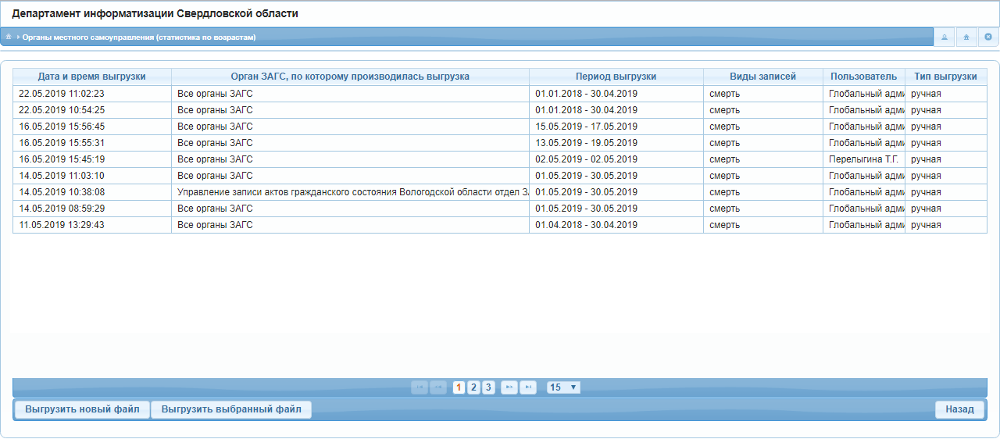 Департамент информатизации Свердловской области
Органы местного самоуправления (статистика по возрастам)
Дата и время выгрузки Орган ЗАГС, по которому производилась выгрузка Период выгрузки Виды записей Пользователь Тип выгрузки
22.05.2019 11:02:23 Все органы ЗАГС 01.01.2018 - 30.04.2019 смерть Глобальный адми ручная
22.05.2019 10:54:25 Все органы ЗАГС 01.01.2018 - 30.04.2019 смерть Глобальный адми ручная
16.05.2019 15:56:45 Все органы ЗАГС 15.05.2019 - 17.05.2019 смерть Глобальный адми ручная
16.05.2019 15:55:31 Все органы ЗАГС 13.05.2019 - 19.05.2019 смерть Глобальный адми ручная
16.05.2019 15:45:19 Все органы ЗАГС 02.05.2019 - 02.05.2019 смерть Перелыгина Т.Г. ручная
14.05.2019 11:03:10 Все органы ЗАГС 01.05.2019 - 30.05.2019 смерть Глобальный адми ручная
14.05.2019 10:38:08 Управление записи актов гражданского состояния Вологодской области отдел ЗА 01.05.2019 - 30.05.2019 смерть Глобальный адми ручная
14.05.2019 08:59:29 Все органы ЗАГС 01.05.2019 - 30.05.2019 смерть Глобальный адми ручная
11.05.2019 13:29:43 Все органы ЗАГС 01.04.2018 - 30.04.2019 смерть Глобальный адми ручная
1 2 3 15
Выгрузить новый файл Выгрузить выбранный файл Назад